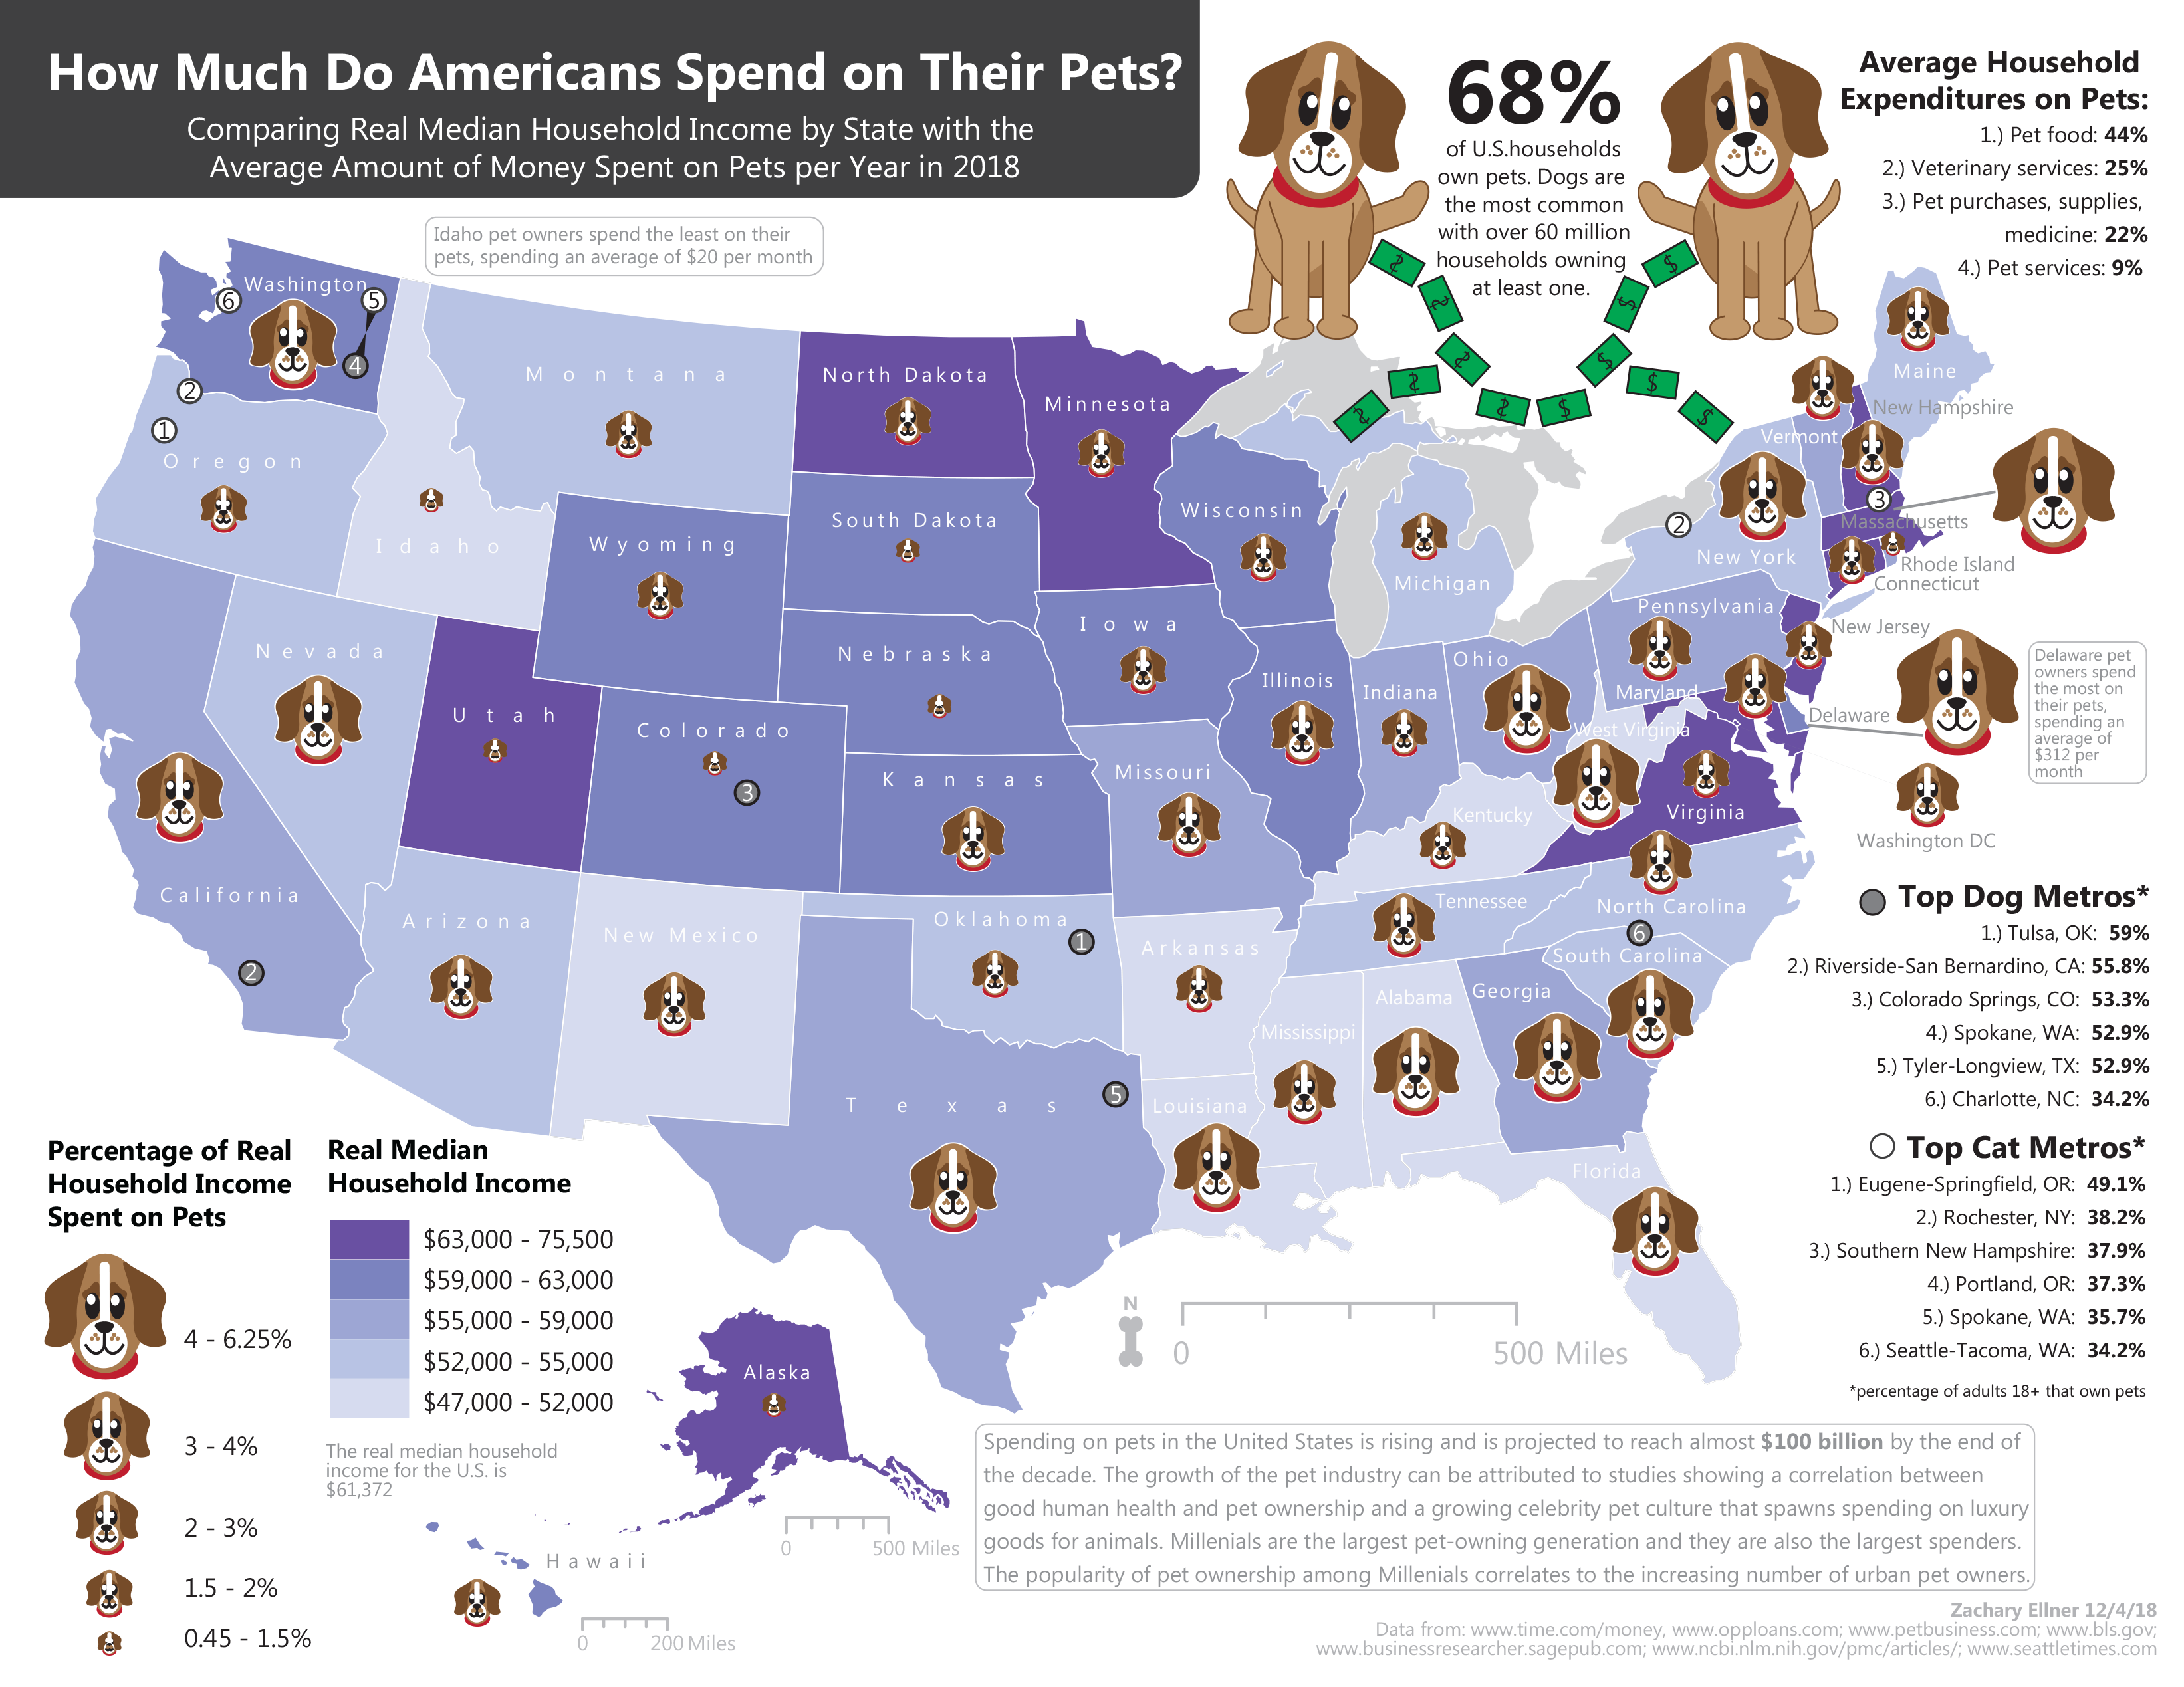 How Much Do Americans Spend on Their Pets?
Comparing Real Median Household Income by State with the
Average Amount of Money Spent on Pets per Year in 2018
68%
of U.S.households
own pets. Dogs are
the most common
with over 60 million
households owning
at least one.
Average Household
Expenditures on Pets:
1.) Pet food: 44%
2.) Veterinary services: 25%
3.) Pet purchases, supplies,
medicine: 22%
4.) Pet services: 9%
$ $
$ $
$ $
$ $
$ $
$ $
Idaho pet owners spend the least on their
pets, spending an average of $20 per month
Washington
6
5
4
2
1
Oregon
Idaho
Montana
North Dakota
Minnesota
South Dakota
Wisconsin
Wyoming
Michigan
Maine
New Hampshire
Vermont
3
Massachusetts
2
New York
Rhode Island
Connecticut
Pennsylvania
New Jersey
Nevada
Utah
Colorado
3
Nebraska
Iowa
Illinois
Indiana
Ohio
Maryland
Delaware
West Virginia
Delaware pet
owners spend
the most on
their pets,
spending an
average of
$312 per
month
Washington DC
California
2
Kansas
Missouri
Kentucky
Virginia
Arizona
New Mexico
Oklahoma
1
Arkansas
Tennessee
North Carolina
6
South Carolina
Texas
5
Louisiana
Mississippi
Alabama
Georgia
Florida
Alaska
Hawaii
Top Dog Metros*
1.) Tulsa, OK: 59%
2.) Riverside-San Bernardino, CA: 55.8%
3.) Colorado Springs, CO: 53.3%
4.) Spokane, WA: 52.9%
5.) Tyler-Longview, TX: 52.9%
6.) Charlotte, NC: 34.2%
Top Cat Metros*
1.) Eugene-Springfield, OR: 49.1%
2.) Rochester, NY: 38.2%
3.) Southern New Hampshire: 37.9%
4.) Portland, OR: 37.3%
5.) Spokane, WA: 35.7%
6.) Seattle-Tacoma, WA: 34.2%
*percentage of adults 18+ that own pets
Percentage of Real
Household Income
Spent on Pets
4 - 6.25%
3 - 4%
2 - 3%
1.5 - 2%
0.45 - 1.5%
Real Median
Household Income
$63,000 - 75,500
$59,000 - 63,000
$55,000 - 59,000
$52,000 - 55,000
$47,000 - 52,000
The real median household
income for the U.S. is
$61,372
N
0 500 Miles
0 500 Miles
0 200 Miles
Spending on pets in the United States is rising and is projected to reach almost $100 billion by the end of
the decade. The growth of the pet industry can be attributed to studies showing a correlation between
good human health and pet ownership and a growing celebrity pet culture that spawns spending on luxury
goods for animals. Millenials are the largest pet-owning generation and they are also the largest spenders.
The popularity of pet ownership among Millenials correlates to the increasing number of urban pet owners.
Zachary Ellner 12/4/18
Data from: www.time.com/money, www.opploans.com; www.petbusiness.com; www.bls.gov;
www.businessresearcher.sagepub.com; www.ncbi.nlm.nih.gov/pmc/articles/; www.seattletimes.com